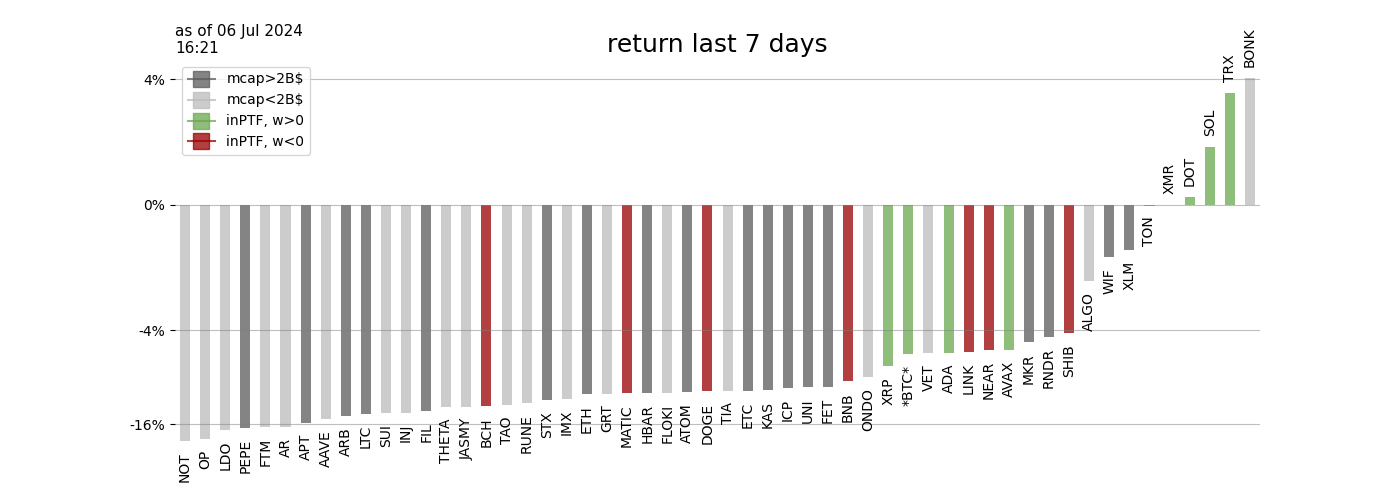 as of 06 Jul 2024
16:21
return last 7 days
mcap>2B$
mcap<2B$
inPTF, w>0
inPTF, w<0
4%
0%
-4%
-16%
NOT
OP
LDO
PEPE
FTM
AR
APT
AAVE
ARB
LTC
SUI
INJ
FIL
THETA
JASMY
BCH
TAO
RUNE
STX
IMX
ETH
GRT
MATIC
HBAR
FLOKI
ATOM
DOGE
TIA
ETC
KAS
ICP
UNI
FET
BNB
ONDO
XRP
*BTC*
VET
ADA
LINK
NEAR
AVAX
MKR
RNDR
SHIB
ALGO
WIF
XLM
TON
XMR
DOT
SOL
TRX
BONK